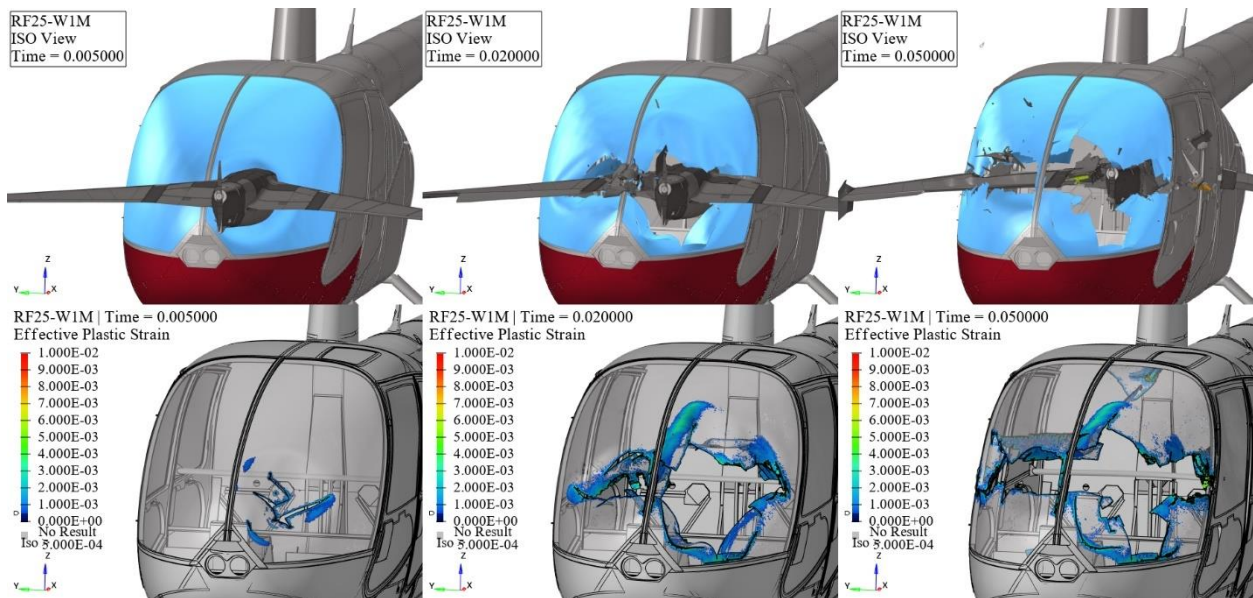 RF25-W1M
ISO View
Time = 0.005000
Z
Y
X
RF25-W1M
ISO View
Time = 0.020000
Z
Y
X
RF25-W1M
ISO View
Time = 0.050000
Z
Y
X
RF25-W1M | Time = 0.005000
Effective Plastic Strain
1.000E-02
9.000E-03
8.000E-03
7.000E-03
6.000E-03
5.000E-03
4.000E-03
3.000E-03
2.000E-03
1.000E-03
0.000E+00
No Result
Z
Y
X
RF25-W1M | Time = 0.020000
Effective Plastic Strain
1.000E-02
9.000E-03
8.000E-03
7.000E-03
6.000E-03
5.000E-03
4.000E-03
3.000E-03
2.000E-03
1.000E-03
0.000E+00
No Result
Z
Y
X
RF25-W1M | Time = 0.050000
Effective Plastic Strain
1.000E-02
9.000E-03
8.000E-03
7.000E-03
6.000E-03
5.000E-03
4.000E-03
3.000E-03
2.000E-03
1.000E-03
0.000E+00
No Result
Z
Y
X